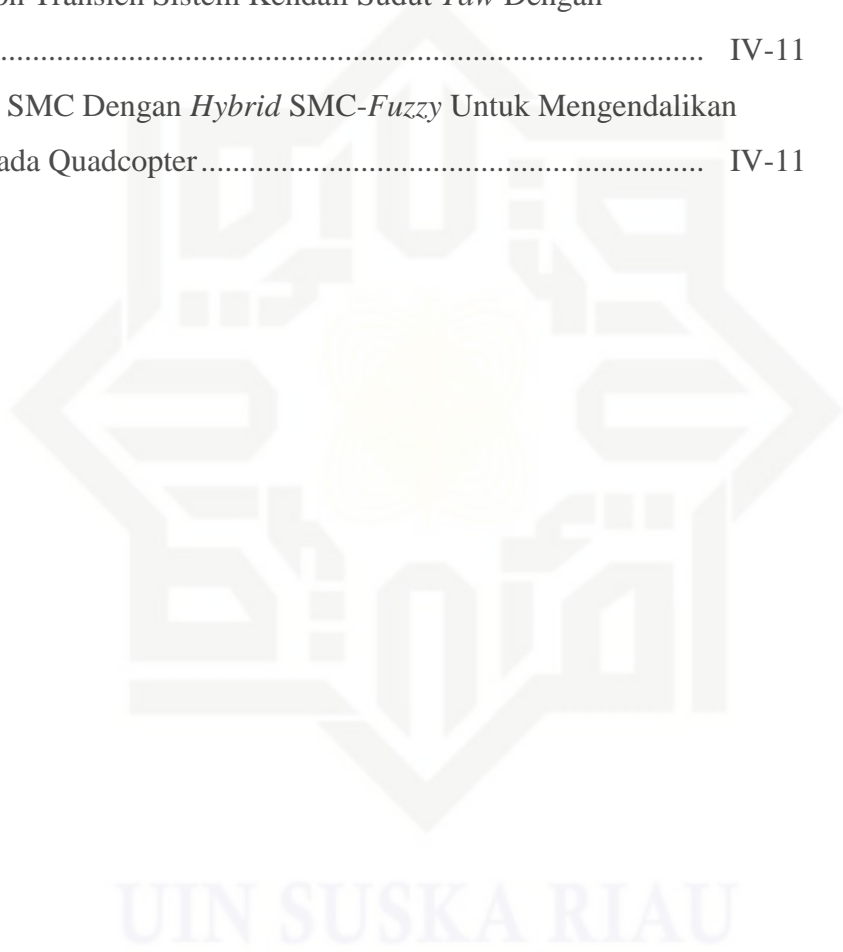 Transien Sistem Kendali Sudut Yaw Dengan
........................................................................................ IV-11
SMC Dengan Hybrid SMC-Fuzzy Untuk Mengendalikan
ada Quadcopter............................................................... IV-11
UIN SUSKA RIAU